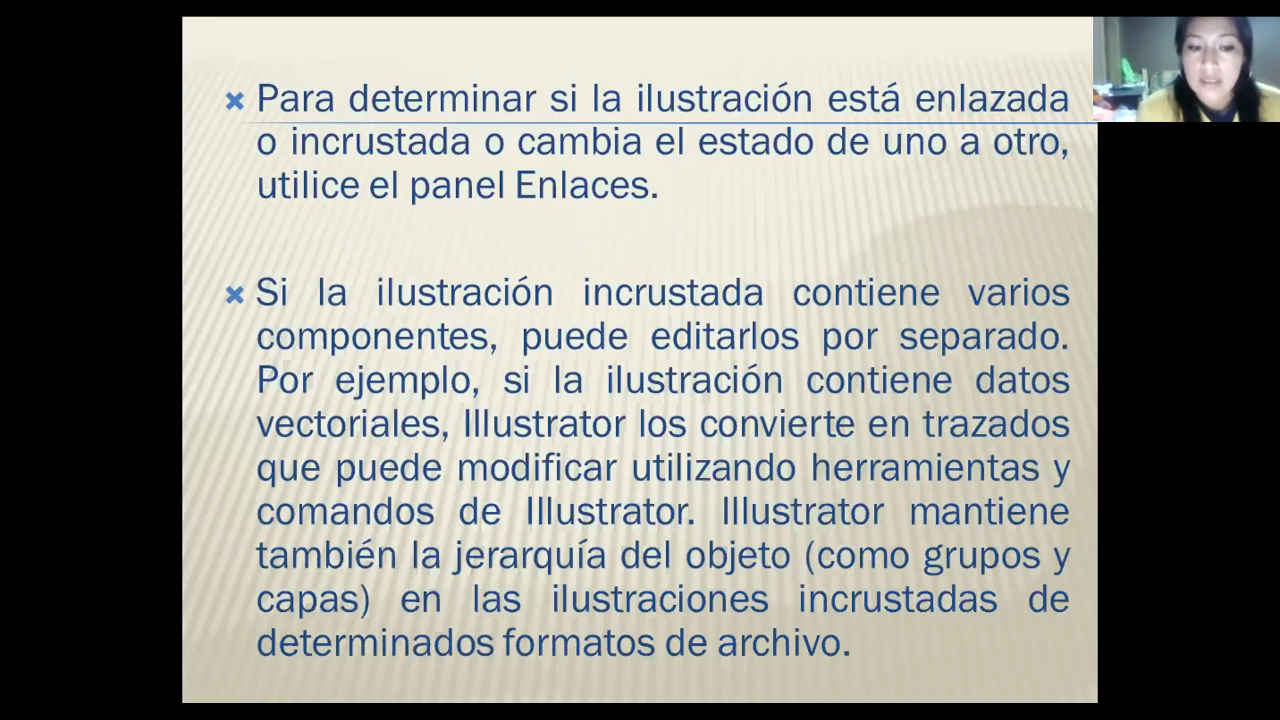 Para determinar si la ilustración está enlazada
o incrustada o cambia el estado de uno a otro,
utilice el panel Enlaces.
Si la ilustración incrustada contiene varios
componentes, puede editarlos por separado.
Por ejemplo, si la ilustración contiene datos
vectoriales, Illustrator los convierte en trazados
que puede modificar utilizando herramientas y
comandos de Illustrator. Illustrator mantiene
también la jerarquía del objeto (como grupos y
capas) en las ilustraciones incrustadas de
determinados formatos de archivo.